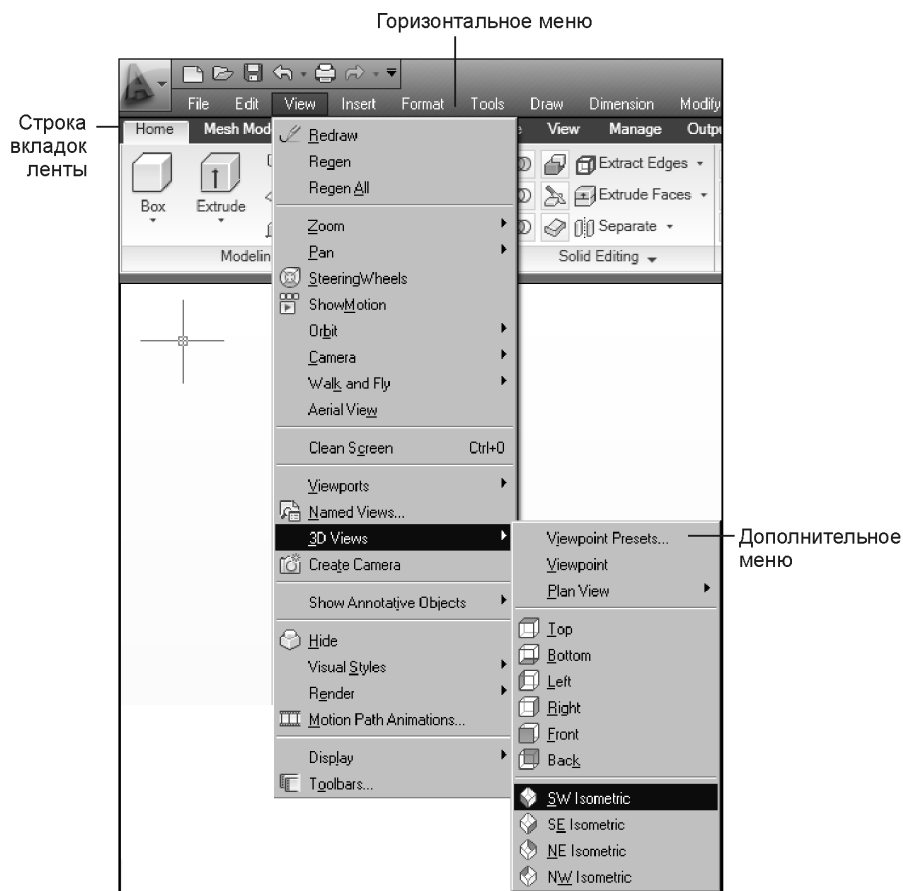 Горизонтальное меню
File Edit View Insert Format Tools Draw Dimension Modify
Строка
вкладок
ленты
Home Mesh Mod View Manage Outpu
Box
Extrude
Modelin
Extract Edges
Extrude Faces
Separate
Solid Editing
Redraw
Regen
Regen All
Zoom
Pan
SteeringWheels
ShowMotion
Orbit
Camera
Walk and Fly
Aerial View
Clean Screen Ctrl+0
Viewports
Named Views...
3D Views
Create Camera
Show Annotative Objects
Hide
Visual Styles
Render
Motion Path Animations...
Display
Toolbars...
Viewpoint Presets...
Viewpoint
Plan View
Top
Bottom
Left
Right
Front
Back
SW Isometric
SE Isometric
NE Isometric
NW Isometric
Дополнительное
меню